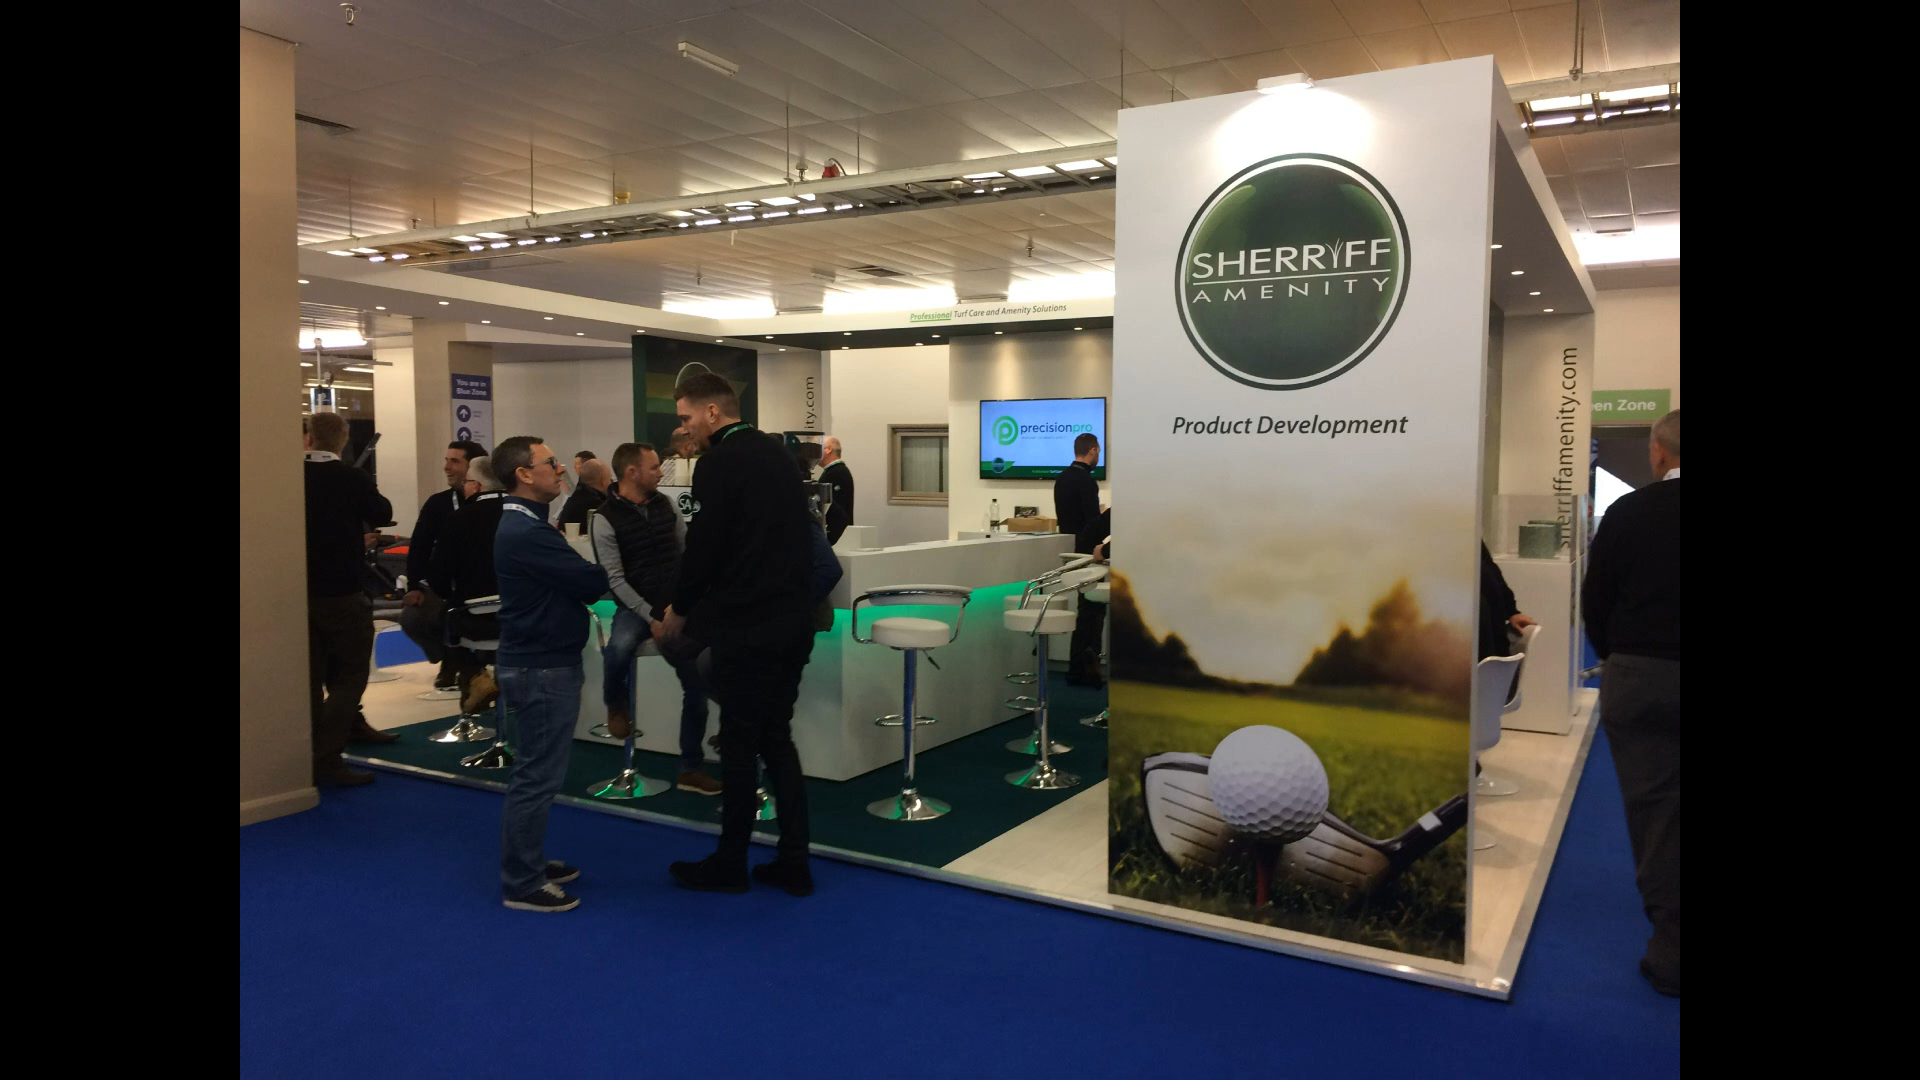 SHERRIFF
AMENITY
Product Development
sherriffamenity.com
Professional Turf Care and Amenity Solutions
precisionpro
You are in
Blue Zone
ity.com
SA
een Zone